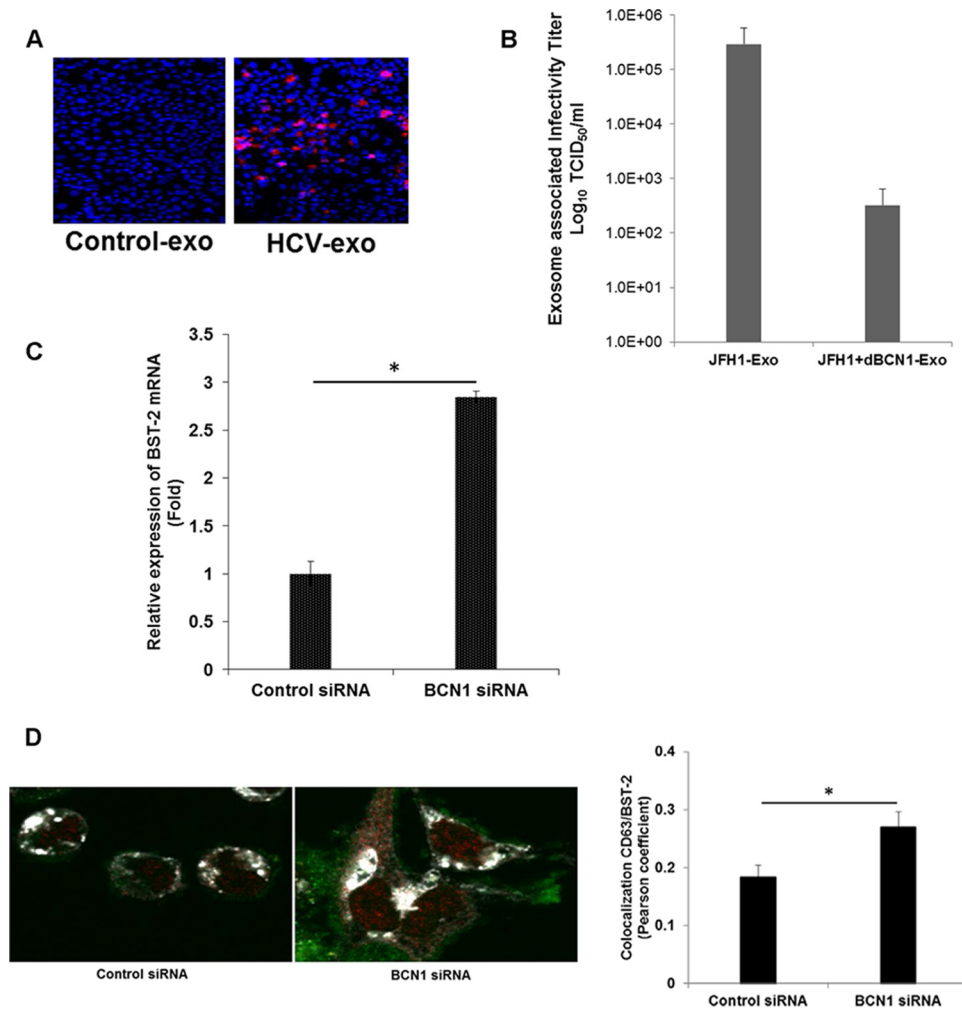 A
Control-exo
HCV-exo
B
Exosome associated Infectivity Titer
Log10 TCID50/ml
1.0E+06
1.0E+05
1.0E+04
1.0E+03
1.0E+02
1.0E+01
1.0E+00
JFH1-Exo
JFH1+dBCN1-Exo
C
Relative expression of BST-2 mRNA
(Fold)
3.5
3
2.5
2
1.5
1
0.5
0
*
Control siRNA
BCN1 siRNA
D
Control siRNA
BCN1 siRNA
Colocalization CD63/BST-2
(Pearson coefficient)
0.4
0.3
0.2
0.1
0
*
Control siRNA
BCN1 siRNA